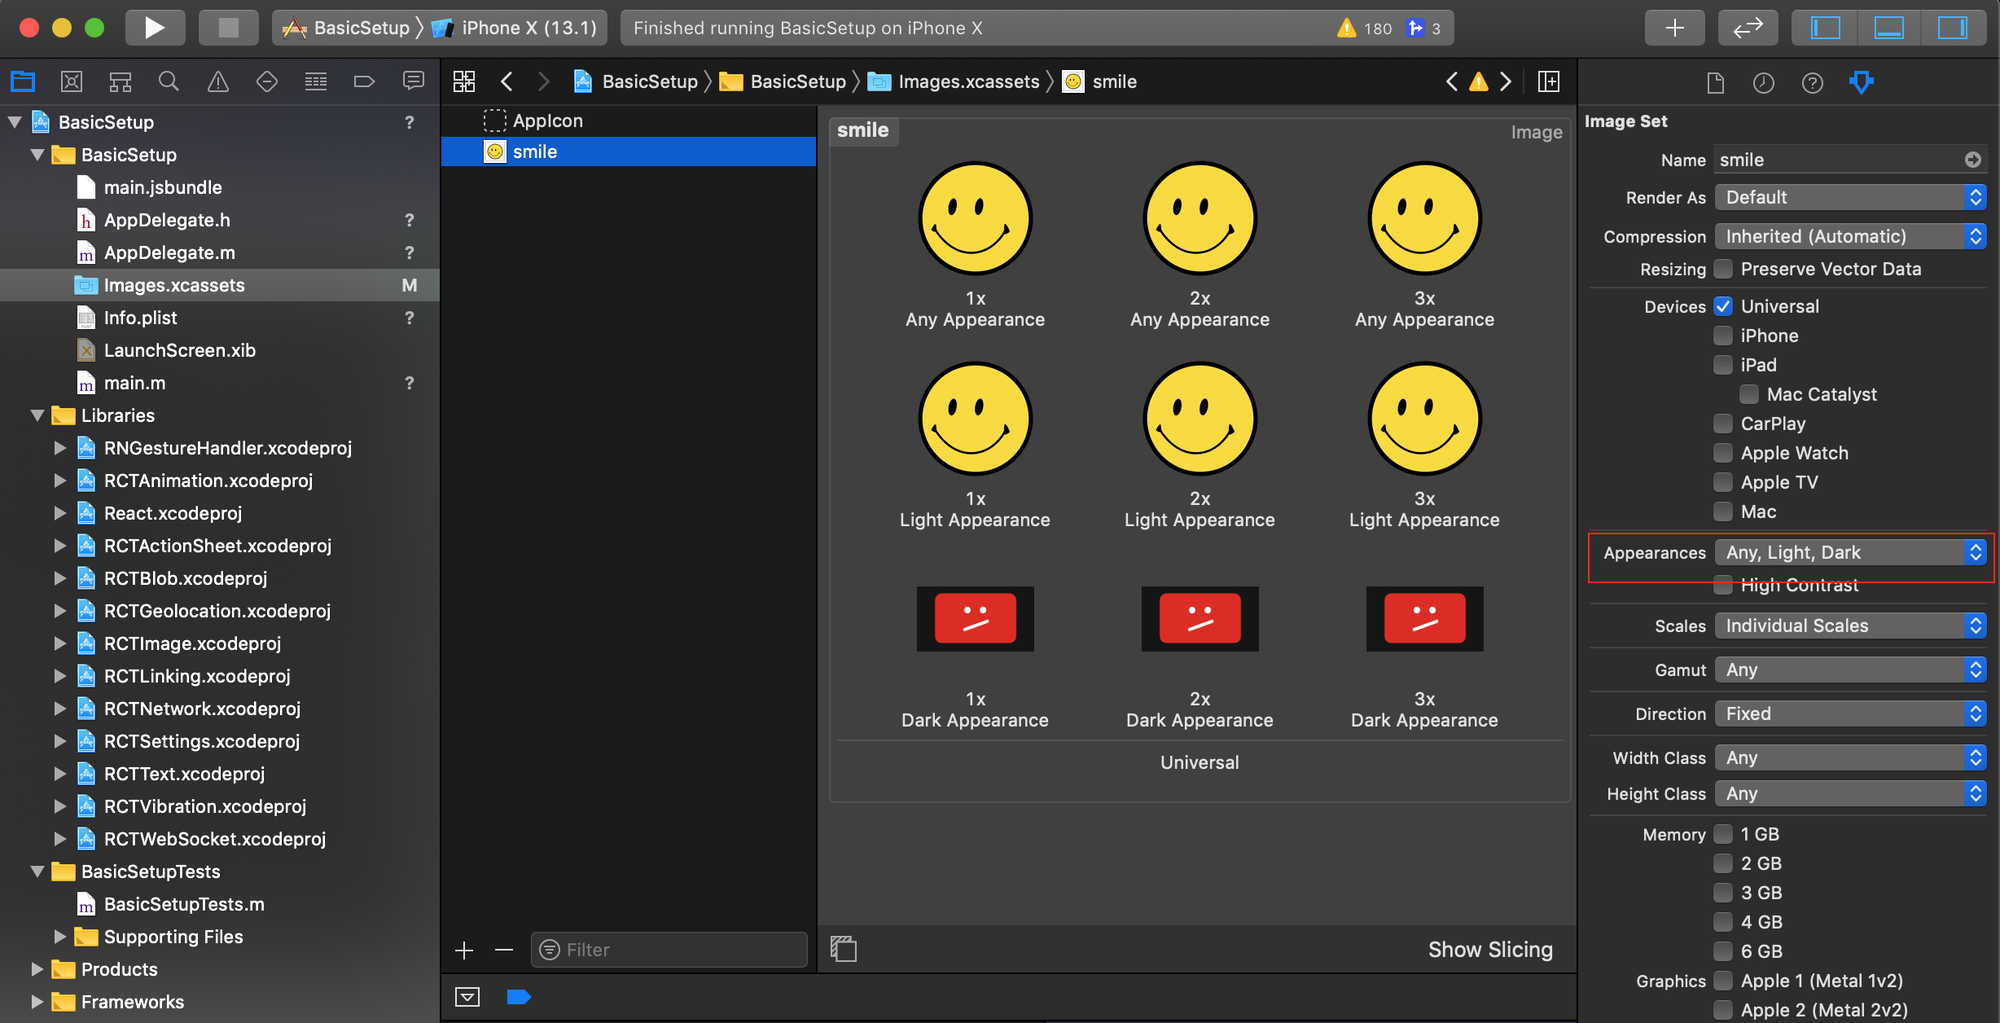 BasicSetup 〉 iPhone X (13.1)
Finished running BasicSetup on iPhone X
180
3
BasicSetup 〉 BasicSetup 〉 Images.xcassets 〉 smile
BasicSetup ?
BasicSetup
main.jsbundle
AppDelegate.h ?
AppDelegate.m ?
Images.xcassets M
Info.plist ?
LaunchScreen.xib
main.m ?
Libraries
RNGestureHandler.xcodeproj
RCTAnimation.xcodeproj
React.xcodeproj
RCTActionSheet.xcodeproj
RCTBlob.xcodeproj
RCTGeolocation.xcodeproj
RCTImage.xcodeproj
RCTLinking.xcodeproj
RCTNetwork.xcodeproj
RCTSettings.xcodeproj
RCTText.xcodeproj
RCTVibration.xcodeproj
RCTWebSocket.xcodeproj
BasicSetupTests
BasicSetupTests.m
Supporting Files
Products
Frameworks
AppIcon
smile
Filter
smile
Image
1x 2x 3x
Any Appearance Any Appearance Any Appearance
1x 2x 3x
Light Appearance Light Appearance Light Appearance
1x 2x 3x
Dark Appearance Dark Appearance Dark Appearance
Universal
Show Slicing
Image Set
Name smile
Render As Default
Compression Inherited (Automatic)
Resizing Preserve Vector Data
Devices Universal
iPhone
iPad
Mac Catalyst
CarPlay
Apple Watch
Apple TV
Mac
Appearances Any, Light, Dark
High Contrast
Scales Individual Scales
Gamut Any
Direction Fixed
Width Class Any
Height Class Any
Memory 1 GB
2 GB
3 GB
4 GB
6 GB
Graphics Apple 1 (Metal 1v2)
Apple 2 (Metal 2v2)